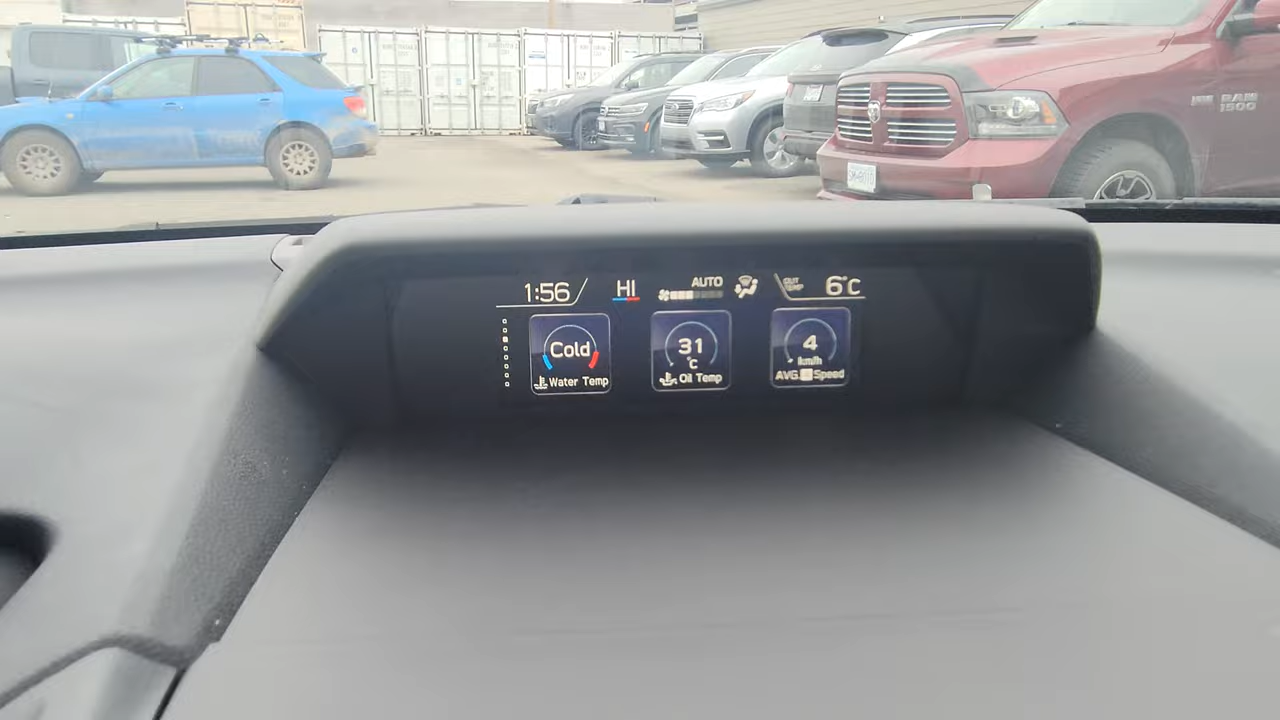 1:56
HI
AUTO
OUT TEMP
6°C
Cold
Water Temp
31
°C
Oil Temp
4
km/h
AVG. Speed
RAM
1500